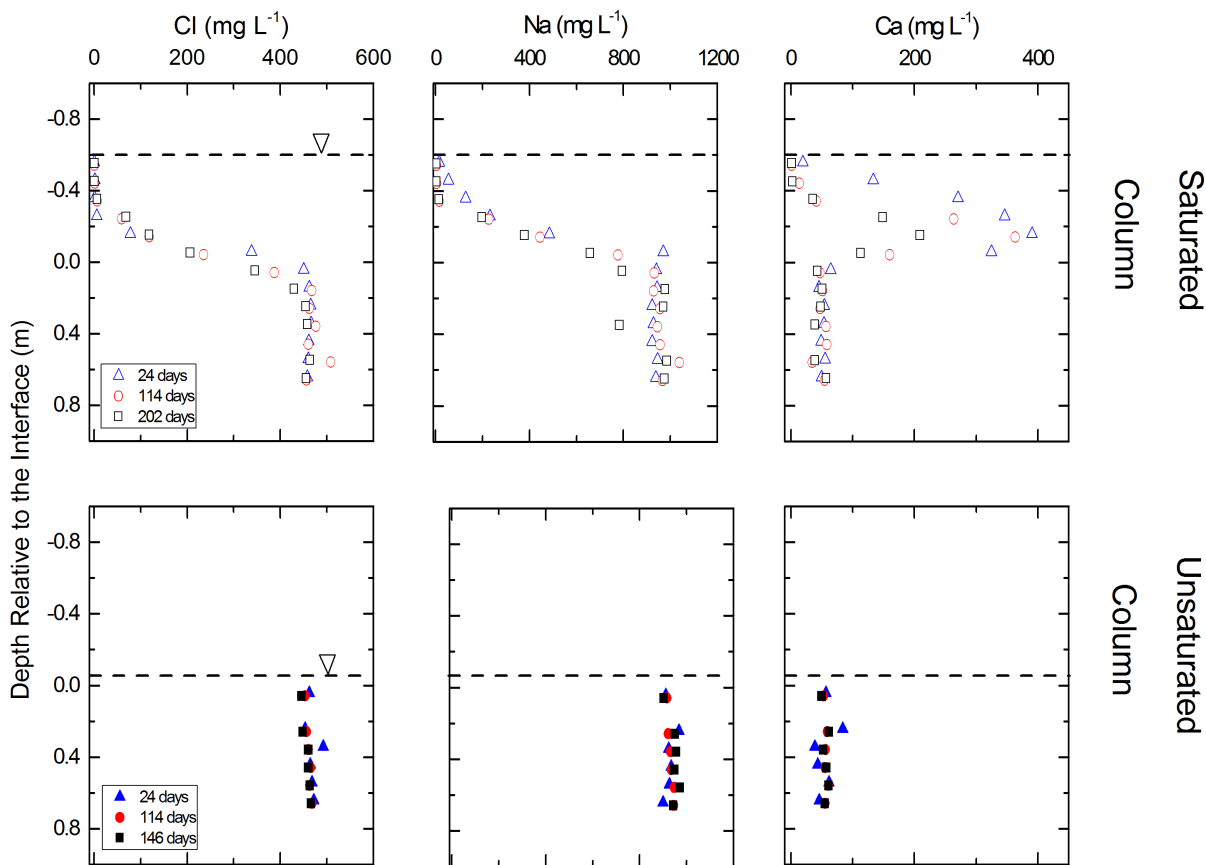 Cl (mg L-1)
Na (mg L-1)
Ca (mg L-1)
0 200 400 600
0 400 800 1200
0 200 400
-0.8
-0.4
0.0
0.4
0.8
24 days
114 days
202 days
Saturated
Column
Depth Relative to the Interface (m)
-0.8
-0.4
0.0
0.4
0.8
24 days
114 days
146 days
Unsaturated
Column